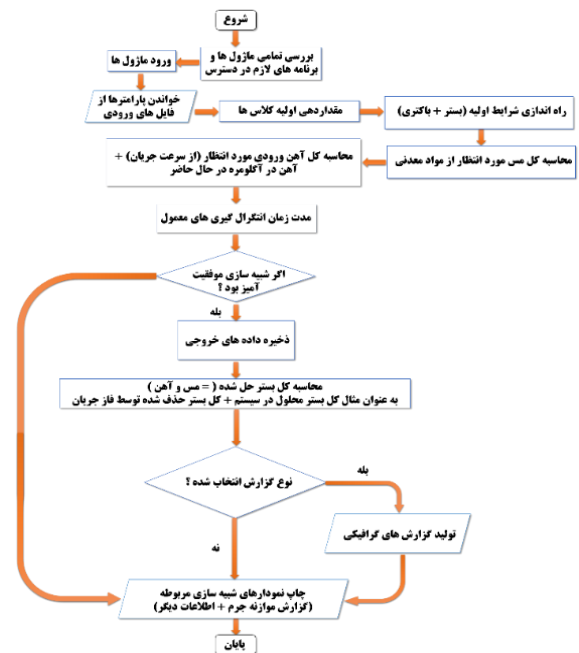 شروع
بررسی تمامی ماژول ها و
برنامه های لازم در دسترس
ورود ماژول ها
خواندن پارامترها از
فایل های ورودی
مقداردهی اولیه کلاس ها
راه اندازی شرایط اولیه (بستر + باکتری)
محاسبه کل مس مورد انتظار از مواد معدنی
محاسبه کل آهن ورودی مورد انتظار (از سرعت جریان) +
آهن در آگلومره در حال حاضر
مدت زمان انتگرال گیری های معمول
اگر شبیه سازی موفقیت
آمیز بود ؟
بله
ذخیره داده های خروجی
محاسبه کل بستر حل شده ( = مس و آهن )
به عنوان مثال کل بستر محلول در سیستم + کل بستر حذف شده توسط فاز جریان
نوع گزارش انتخاب شده ؟
بله
تولید گزارش های گرافیکی
نه
چاپ نمودارهای شبیه سازی مربوطه
(گزارش موازنه جرم + اطلاعات دیگر)
پایان